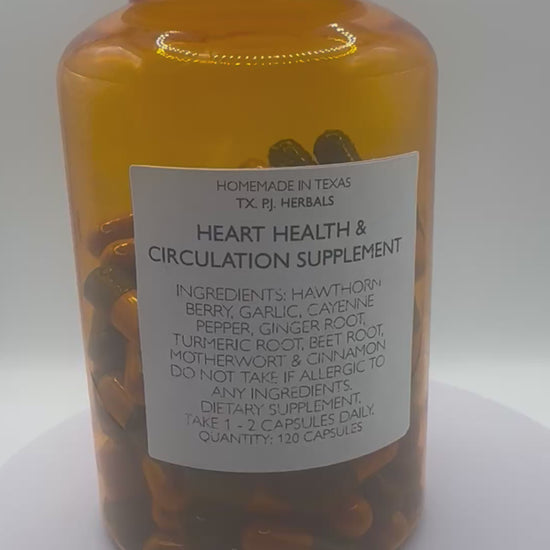 HOMEMADE IN TEXAS
TX. P.J. HERBALS
HEART HEALTH &
CIRCULATION SUPPLEMENT
INGREDIENTS: HAWTHORN
BERRY, GARLIC, CAYENNE
PEPPER, GINGER ROOT,
TURMERIC ROOT, BEET ROOT,
MOTHERWORT & CINNAMON
DO NOT TAKE IF ALLERGIC TO
ANY INGREDIENTS.
DIETARY SUPPLEMENT.
TAKE 1 - 2 CAPSULES DAILY.
QUANTITY: 120 CAPSULES